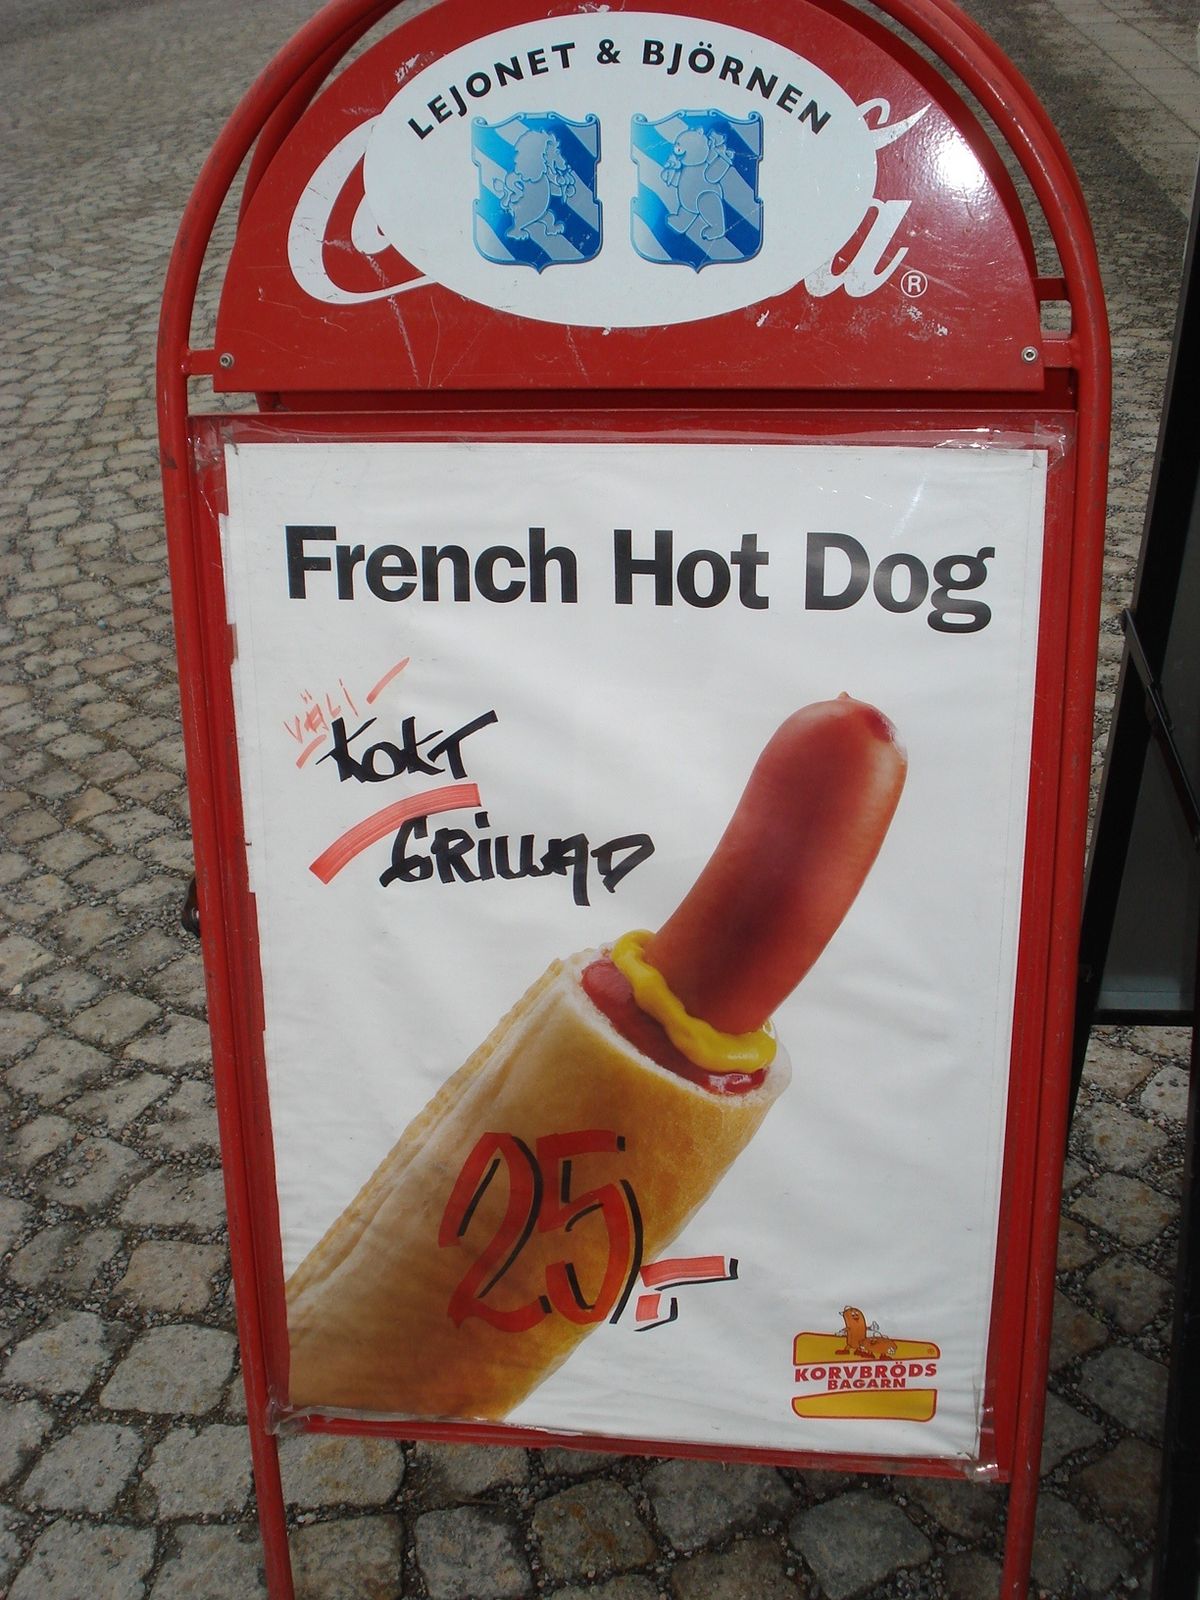 LEJONET & BJÖRNEN
French Hot Dog
VÄLJ
KOKT
GRILLAD
25,-
KORVBRÖDS
BAGARN